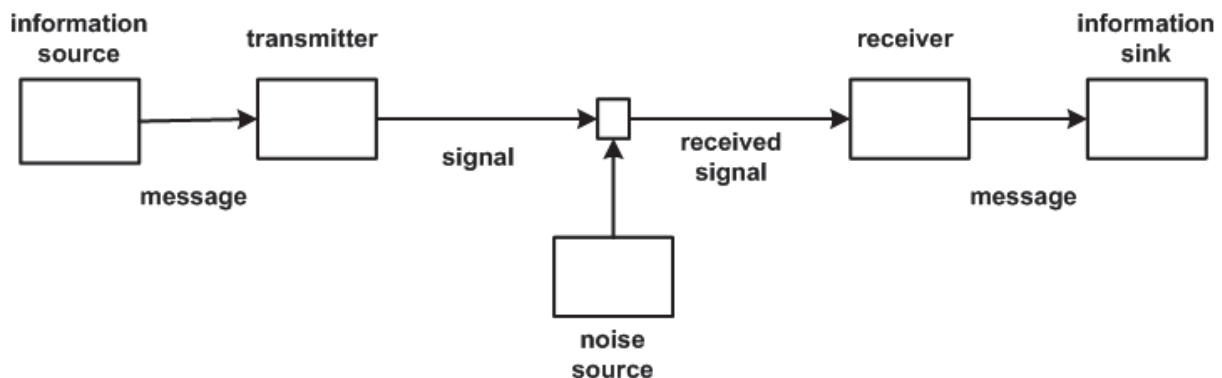 information
source
transmitter
receiver
information
sink
signal
received
signal
message
message
noise
source